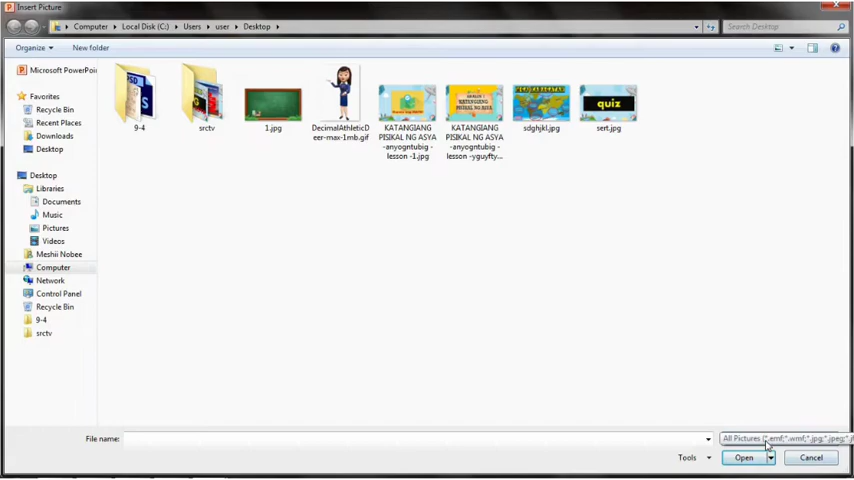 Insert Picture
Computer
Local Disk (C:)
Users
user
Desktop
Search Desktop
Organize
New folder
Microsoft PowerPoi
Favorites
Recycle Bin
Recent Places
Downloads
Desktop
Desktop
Libraries
Documents
Music
Pictures
Videos
Meshii Nobee
Computer
Network
Control Panel
Recycle Bin
9-4
srctv
9-4
srctv
1.jpg
DecimalAthleticD
eer-max-1mb.gif
KATANGIANG
PISIKAL NG ASYA
-anyogntubig -
lesson -1.jpg
KATANGIANG
PISIKAL NG ASYA
-anyogntubig -
lesson -yguyfty...
sdghjkl.jpg
quiz
sert.jpg
File name:
All Pictures (*.emf;*.wmf;*.jpg;*.jpeg;*.jf
Tools
Open
Cancel